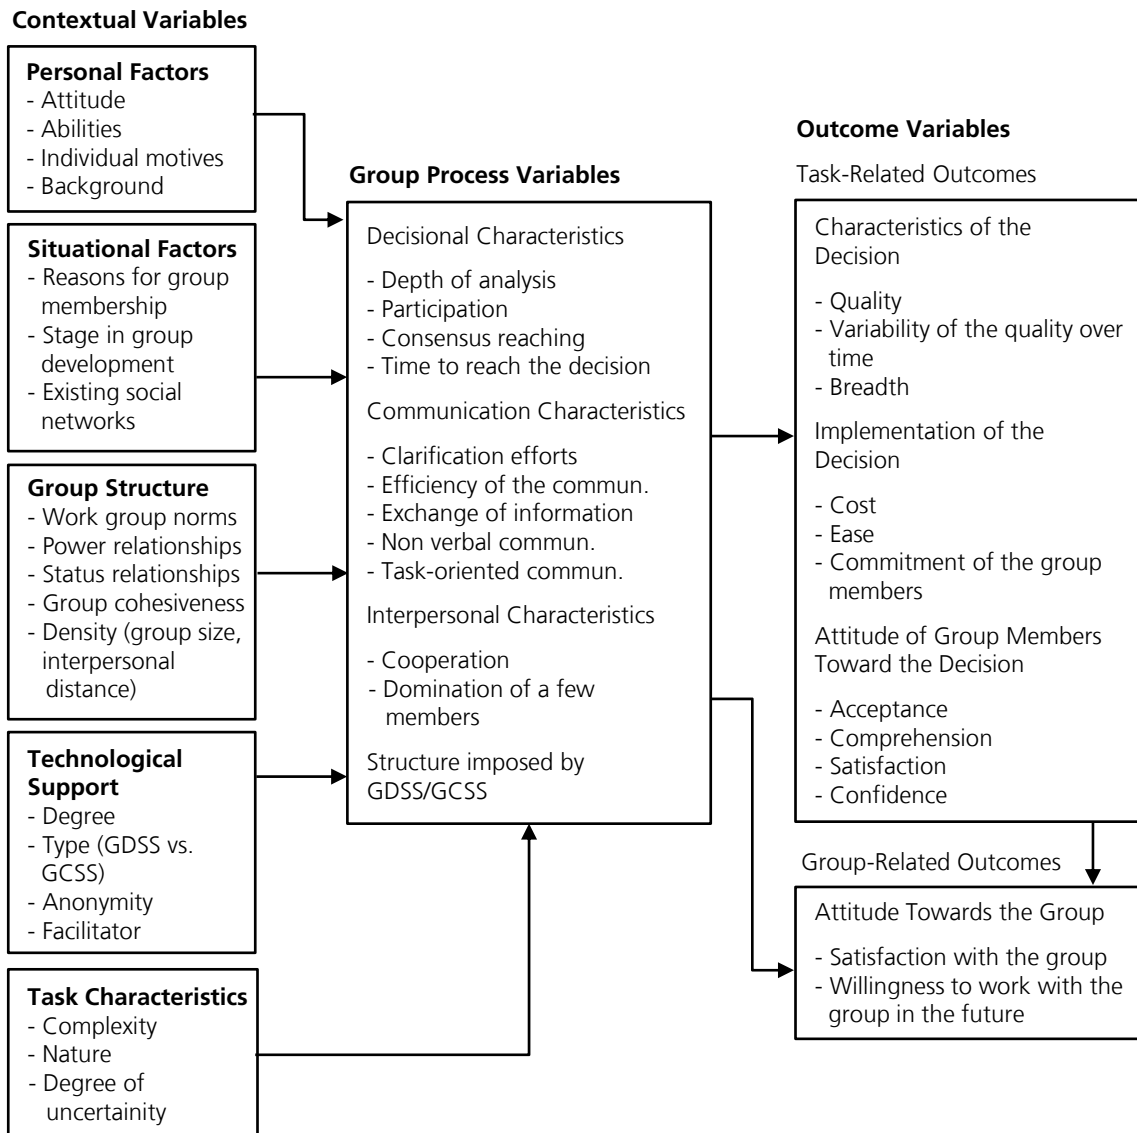 Contextual Variables
Personal Factors
- Attitude
- Abilities
- Individual motives
- Background
Situational Factors
- Reasons for group
membership
- Stage in group
development
- Existing social
networks
Group Structure
- Work group norms
- Power relationships
- Status relationships
- Group cohesiveness
- Density (group size,
interpersonal
distance)
Technological
Support
- Degree
- Type (GDSS vs.
GCSS)
- Anonymity
- Facilitator
Task Characteristics
- Complexity
- Nature
- Degree of
uncertainity
Group Process Variables
Decisional Characteristics
- Depth of analysis
- Participation
- Consensus reaching
- Time to reach the decision
Communication Characteristics
- Clarification efforts
- Efficiency of the commun.
- Exchange of information
- Non verbal commun.
- Task-oriented commun.
Interpersonal Characteristics
- Cooperation
- Domination of a few
members
Structure imposed by
GDSS/GCSS
Outcome Variables
Task-Related Outcomes
Characteristics of the
Decision
- Quality
- Variability of the quality over
time
- Breadth
Implementation of the
Decision
- Cost
- Ease
- Commitment of the group
members
Attitude of Group Members
Toward the Decision
- Acceptance
- Comprehension
- Satisfaction
- Confidence
Group-Related Outcomes
Attitude Towards the Group
- Satisfaction with the group
- Willingness to work with the
group in the future